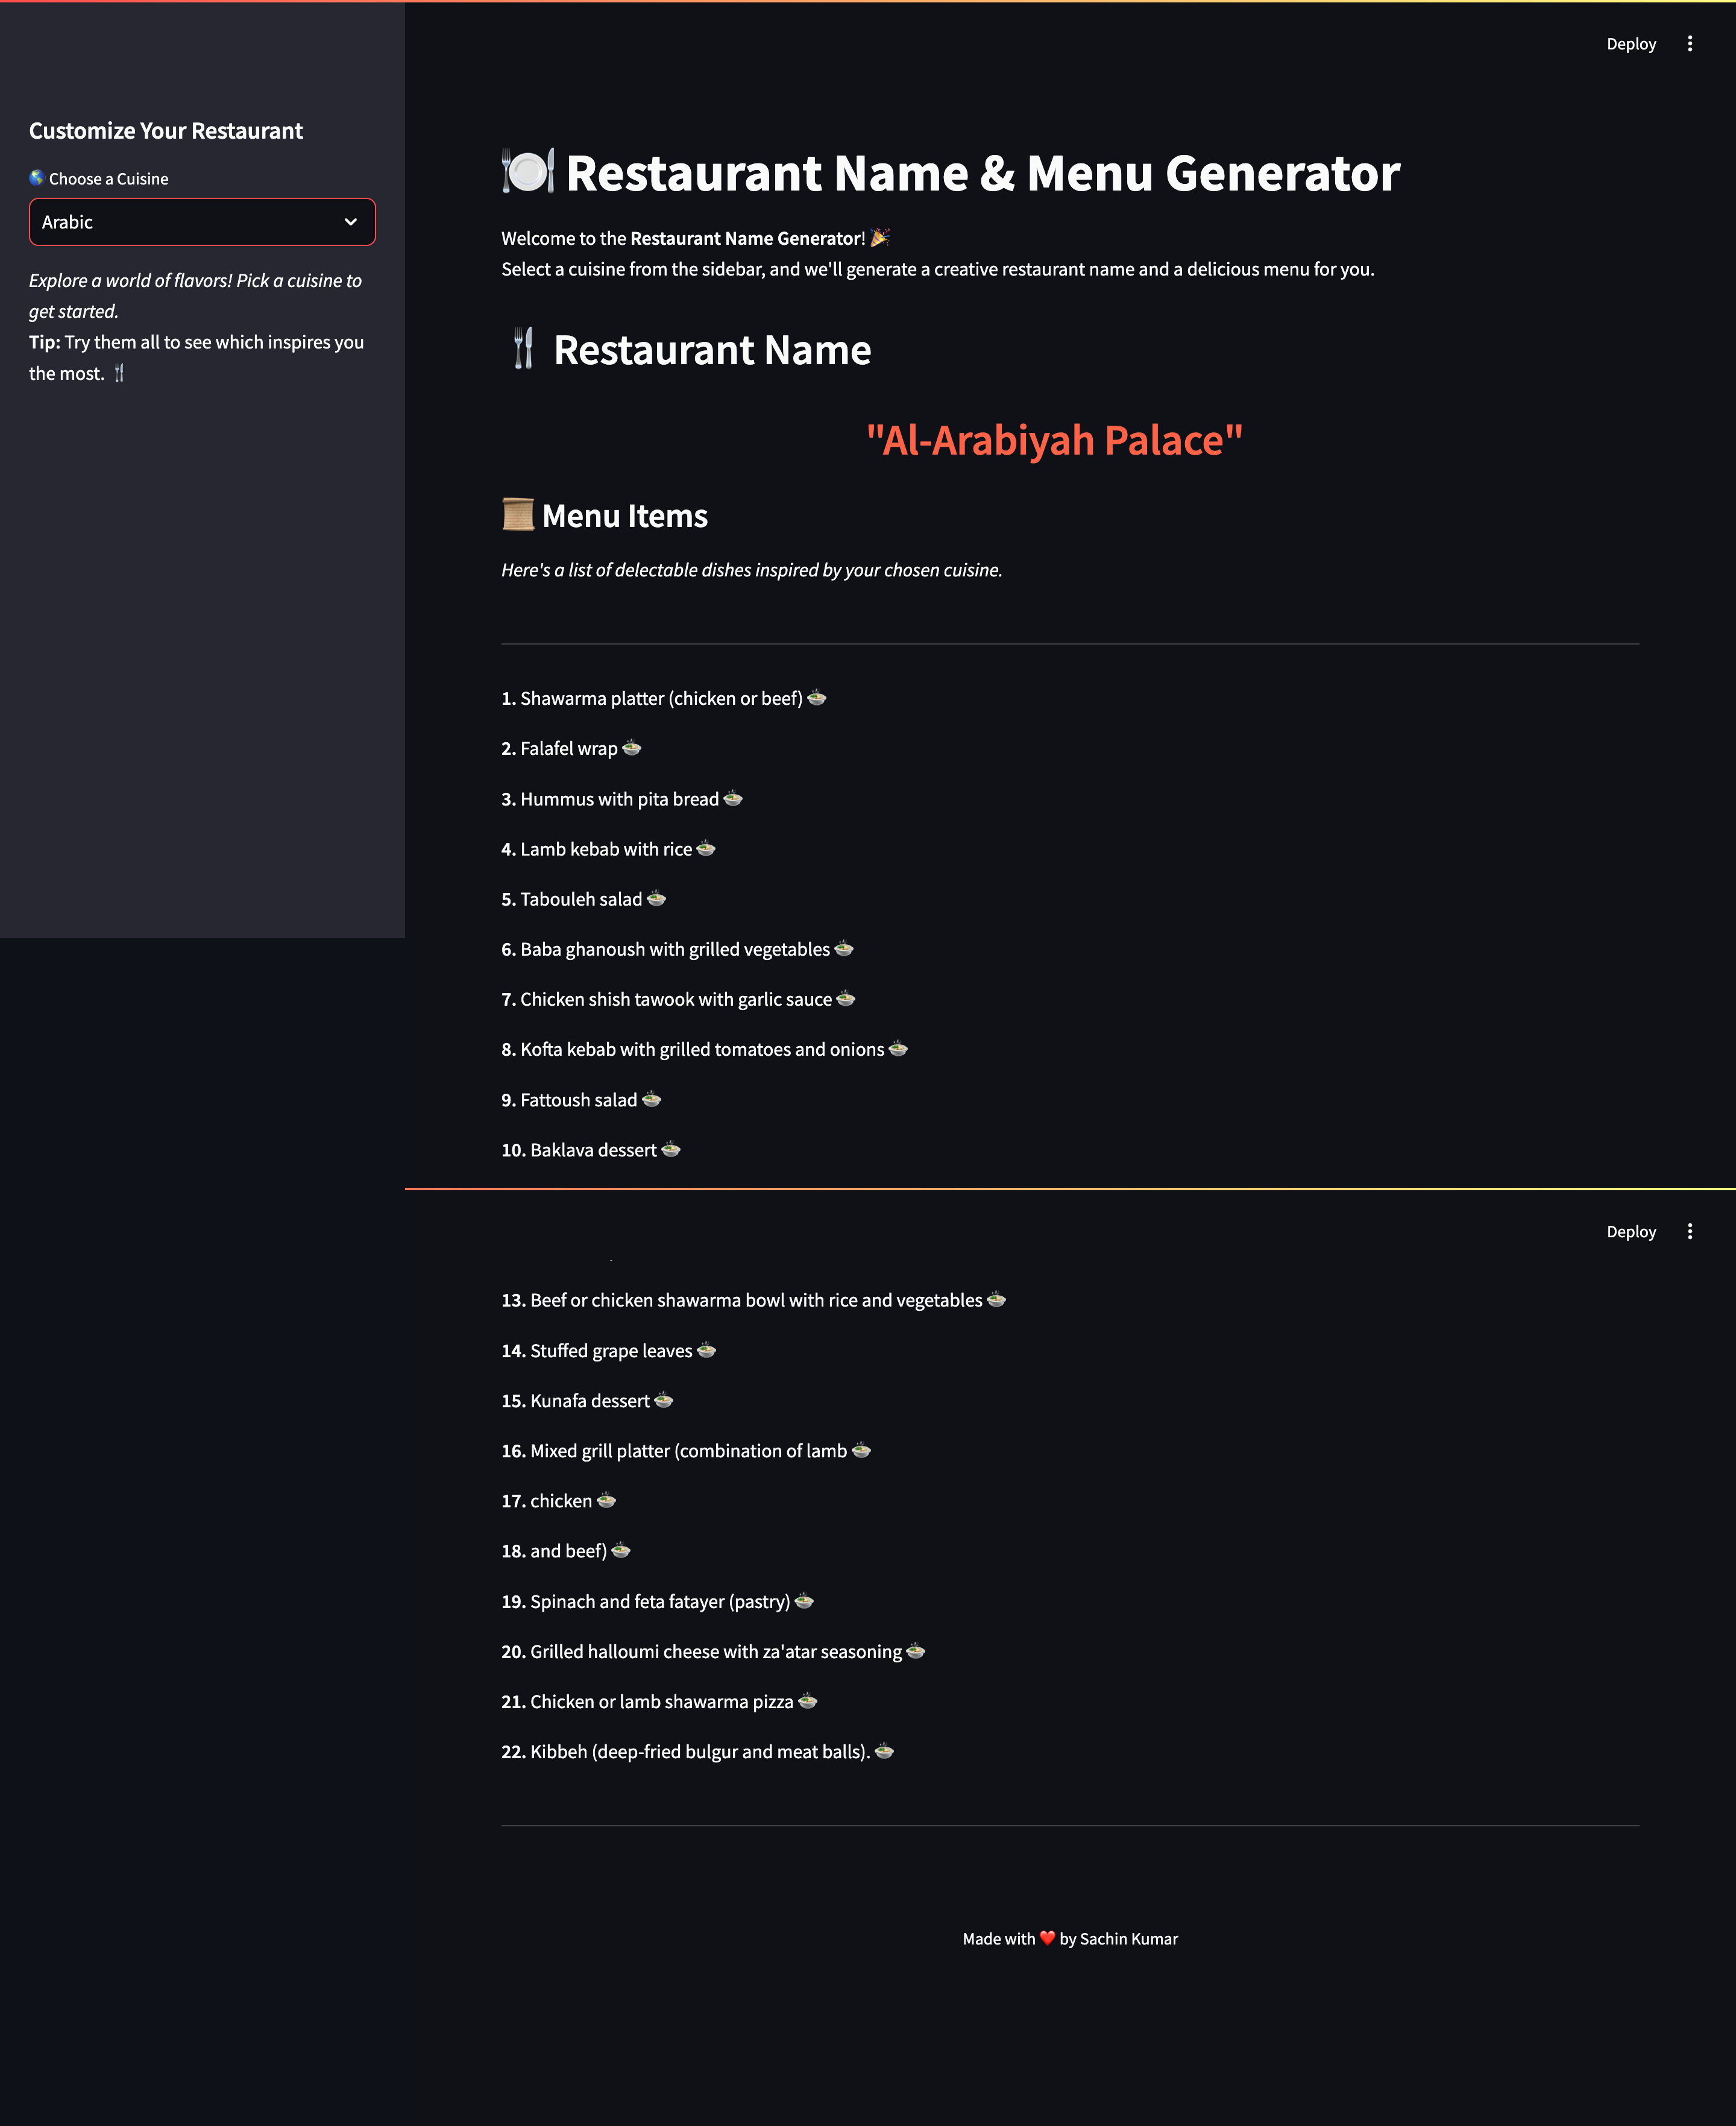 Deploy
Customize Your Restaurant
Choose a Cuisine
Arabic
Explore a world of flavors! Pick a cuisine to
get started.
Tip: Try them all to see which inspires you
the most.
Restaurant Name & Menu Generator
Welcome to the Restaurant Name Generator!
Select a cuisine from the sidebar, and we'll generate a creative restaurant name and a delicious menu for you.
Restaurant Name
"Al-Arabiyah Palace"
Menu Items
Here's a list of delectable dishes inspired by your chosen cuisine.
1. Shawarma platter (chicken or beef)
2. Falafel wrap
3. Hummus with pita bread
4. Lamb kebab with rice
5. Tabouleh salad
6. Baba ghanoush with grilled vegetables
7. Chicken shish tawook with garlic sauce
8. Kofta kebab with grilled tomatoes and onions
9. Fattoush salad
10. Baklava dessert
Deploy
13. Beef or chicken shawarma bowl with rice and vegetables
14. Stuffed grape leaves
15. Kunafa dessert
16. Mixed grill platter (combination of lamb
17. chicken
18. and beef)
19. Spinach and feta fatayer (pastry)
20. Grilled halloumi cheese with za'atar seasoning
21. Chicken or lamb shawarma pizza
22. Kibbeh (deep-fried bulgur and meat balls).
Made with ❤️ by Sachin Kumar